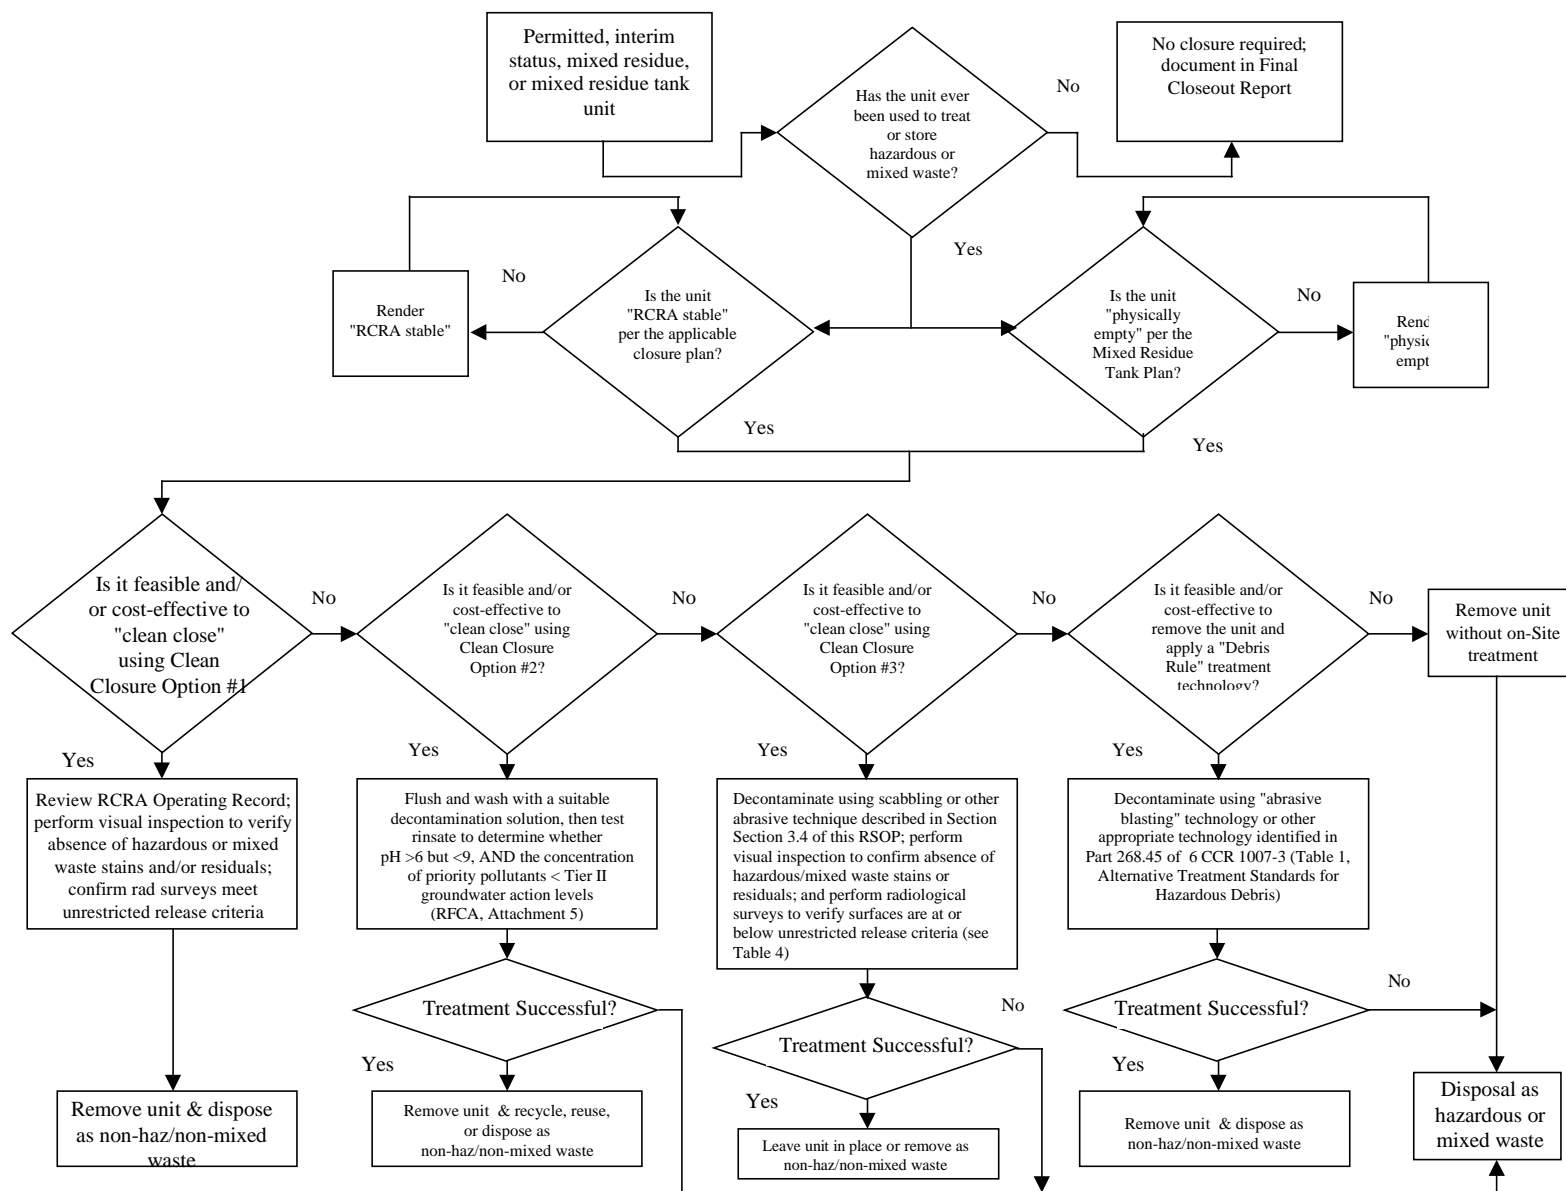 Permitted, interim
status, mixed residue,
or mixed residue tank
unit
Has the unit ever
been used to treat
or store
hazardous or
mixed waste?
No
No closure required;
document in Final
Closeout Report
Yes
No
Render
"RCRA stable"
Is the unit
"RCRA stable"
per the applicable
closure plan?
Yes
Is the unit
"physically
empty" per the
Mixed Residue
Tank Plan?
No
Yes
Is it feasible and/
or cost-effective to
"clean close"
using Clean
Closure Option #1
No
Yes
Is it feasible and/or
cost-effective to
"clean close" using
Clean Closure
Option #2?
No
Yes
Is it feasible and/or
cost-effective to
"clean close" using
Clean Closure
Option #3?
No
Yes
Is it feasible and/or
cost-effective to
remove the unit and
apply a "Debris
Rule" treatment
technology?
No
Yes
Remove unit
without on-Site
treatment
Review RCRA Operating Record;
perform visual inspection to verify
absence of hazardous or mixed
waste stains and/or residuals;
confirm rad surveys meet
unrestricted release criteria
Flush and wash with a suitable
decontamination solution, then test
rinsate to determine whether
pH >6 but <9, AND the concentration
of priority pollutants < Tier II
groundwater action levels
(RFCA, Attachment 5)
Decontaminate using scabbling or other
abrasive technique described in Section
Section 3.4 of this RSOP; perform
visual inspection to confirm absence of
hazardous/mixed waste stains or
residuals; and perform radiological
surveys to verify surfaces are at or
below unrestricted release criteria (see
Table 4)
Decontaminate using "abrasive
blasting" technology or other
appropriate technology identified in
Part 268.45 of 6 CCR 1007-3 (Table 1,
Alternative Treatment Standards for
Hazardous Debris)
Treatment Successful?
Yes
Treatment Successful?
No
Yes
Treatment Successful?
No
Yes
Remove unit & dispose
as non-haz/non-mixed
waste
Remove unit & recycle, reuse,
or dispose as
non-haz/non-mixed waste
Leave unit in place or remove as
non-haz/non-mixed waste
Remove unit & dispose as
non-haz/non-mixed waste
Disposal as
hazardous or
mixed waste